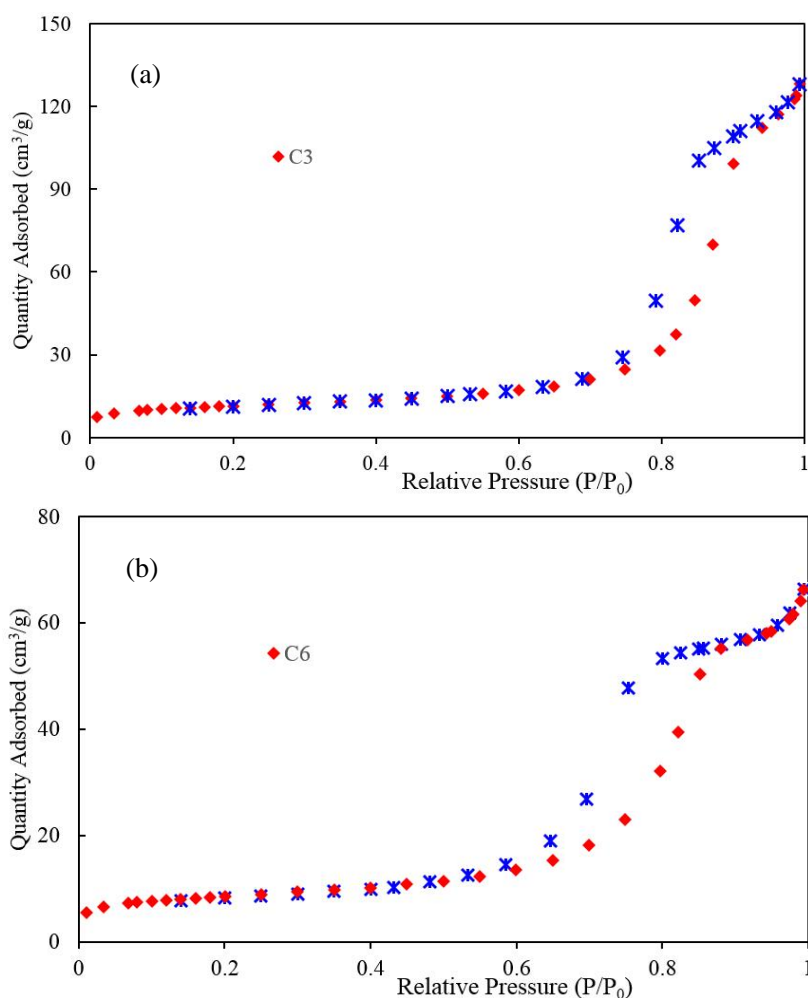 (a)
150
120
90
60
30
0
Quantity Adsorbed (cm³/g)
C3
0 0.2 0.4 0.6 0.8 1
Relative Pressure (P/P₀)
(b)
80
60
40
20
0
Quantity Adsorbed (cm³/g)
C6
0 0.2 0.4 0.6 0.8 1
Relative Pressure (P/P₀)